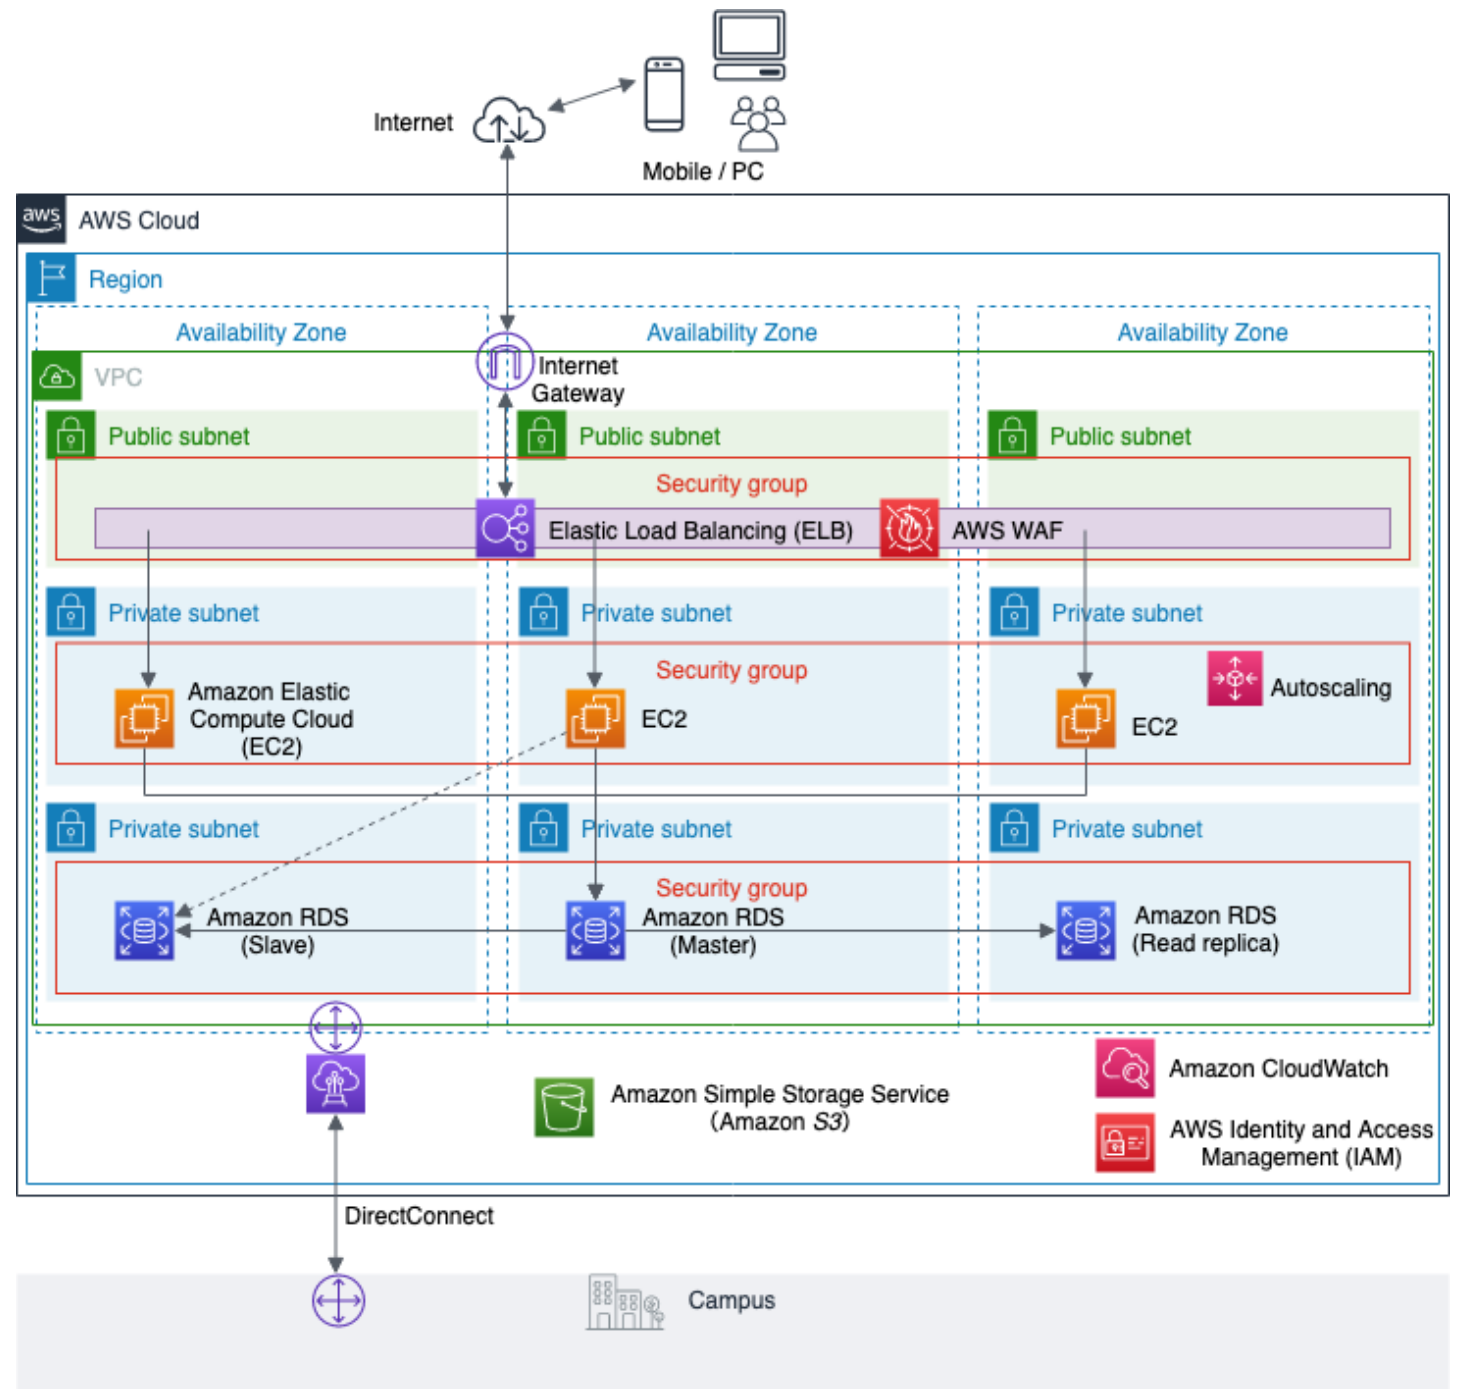 Internet
Mobile / PC
aws
AWS Cloud
Region
Availability Zone
Availability Zone
Availability Zone
VPC
Internet
Gateway
Public subnet
Public subnet
Public subnet
Security group
Elastic Load Balancing (ELB)
AWS WAF
Private subnet
Private subnet
Private subnet
Security group
Amazon Elastic
Compute Cloud
(EC2)
EC2
EC2
Autoscaling
Private subnet
Private subnet
Private subnet
Security group
Amazon RDS
(Slave)
Amazon RDS
(Master)
Amazon RDS
(Read replica)
Amazon Simple Storage Service
(Amazon S3)
Amazon CloudWatch
AWS Identity and Access
Management (IAM)
DirectConnect
Campus